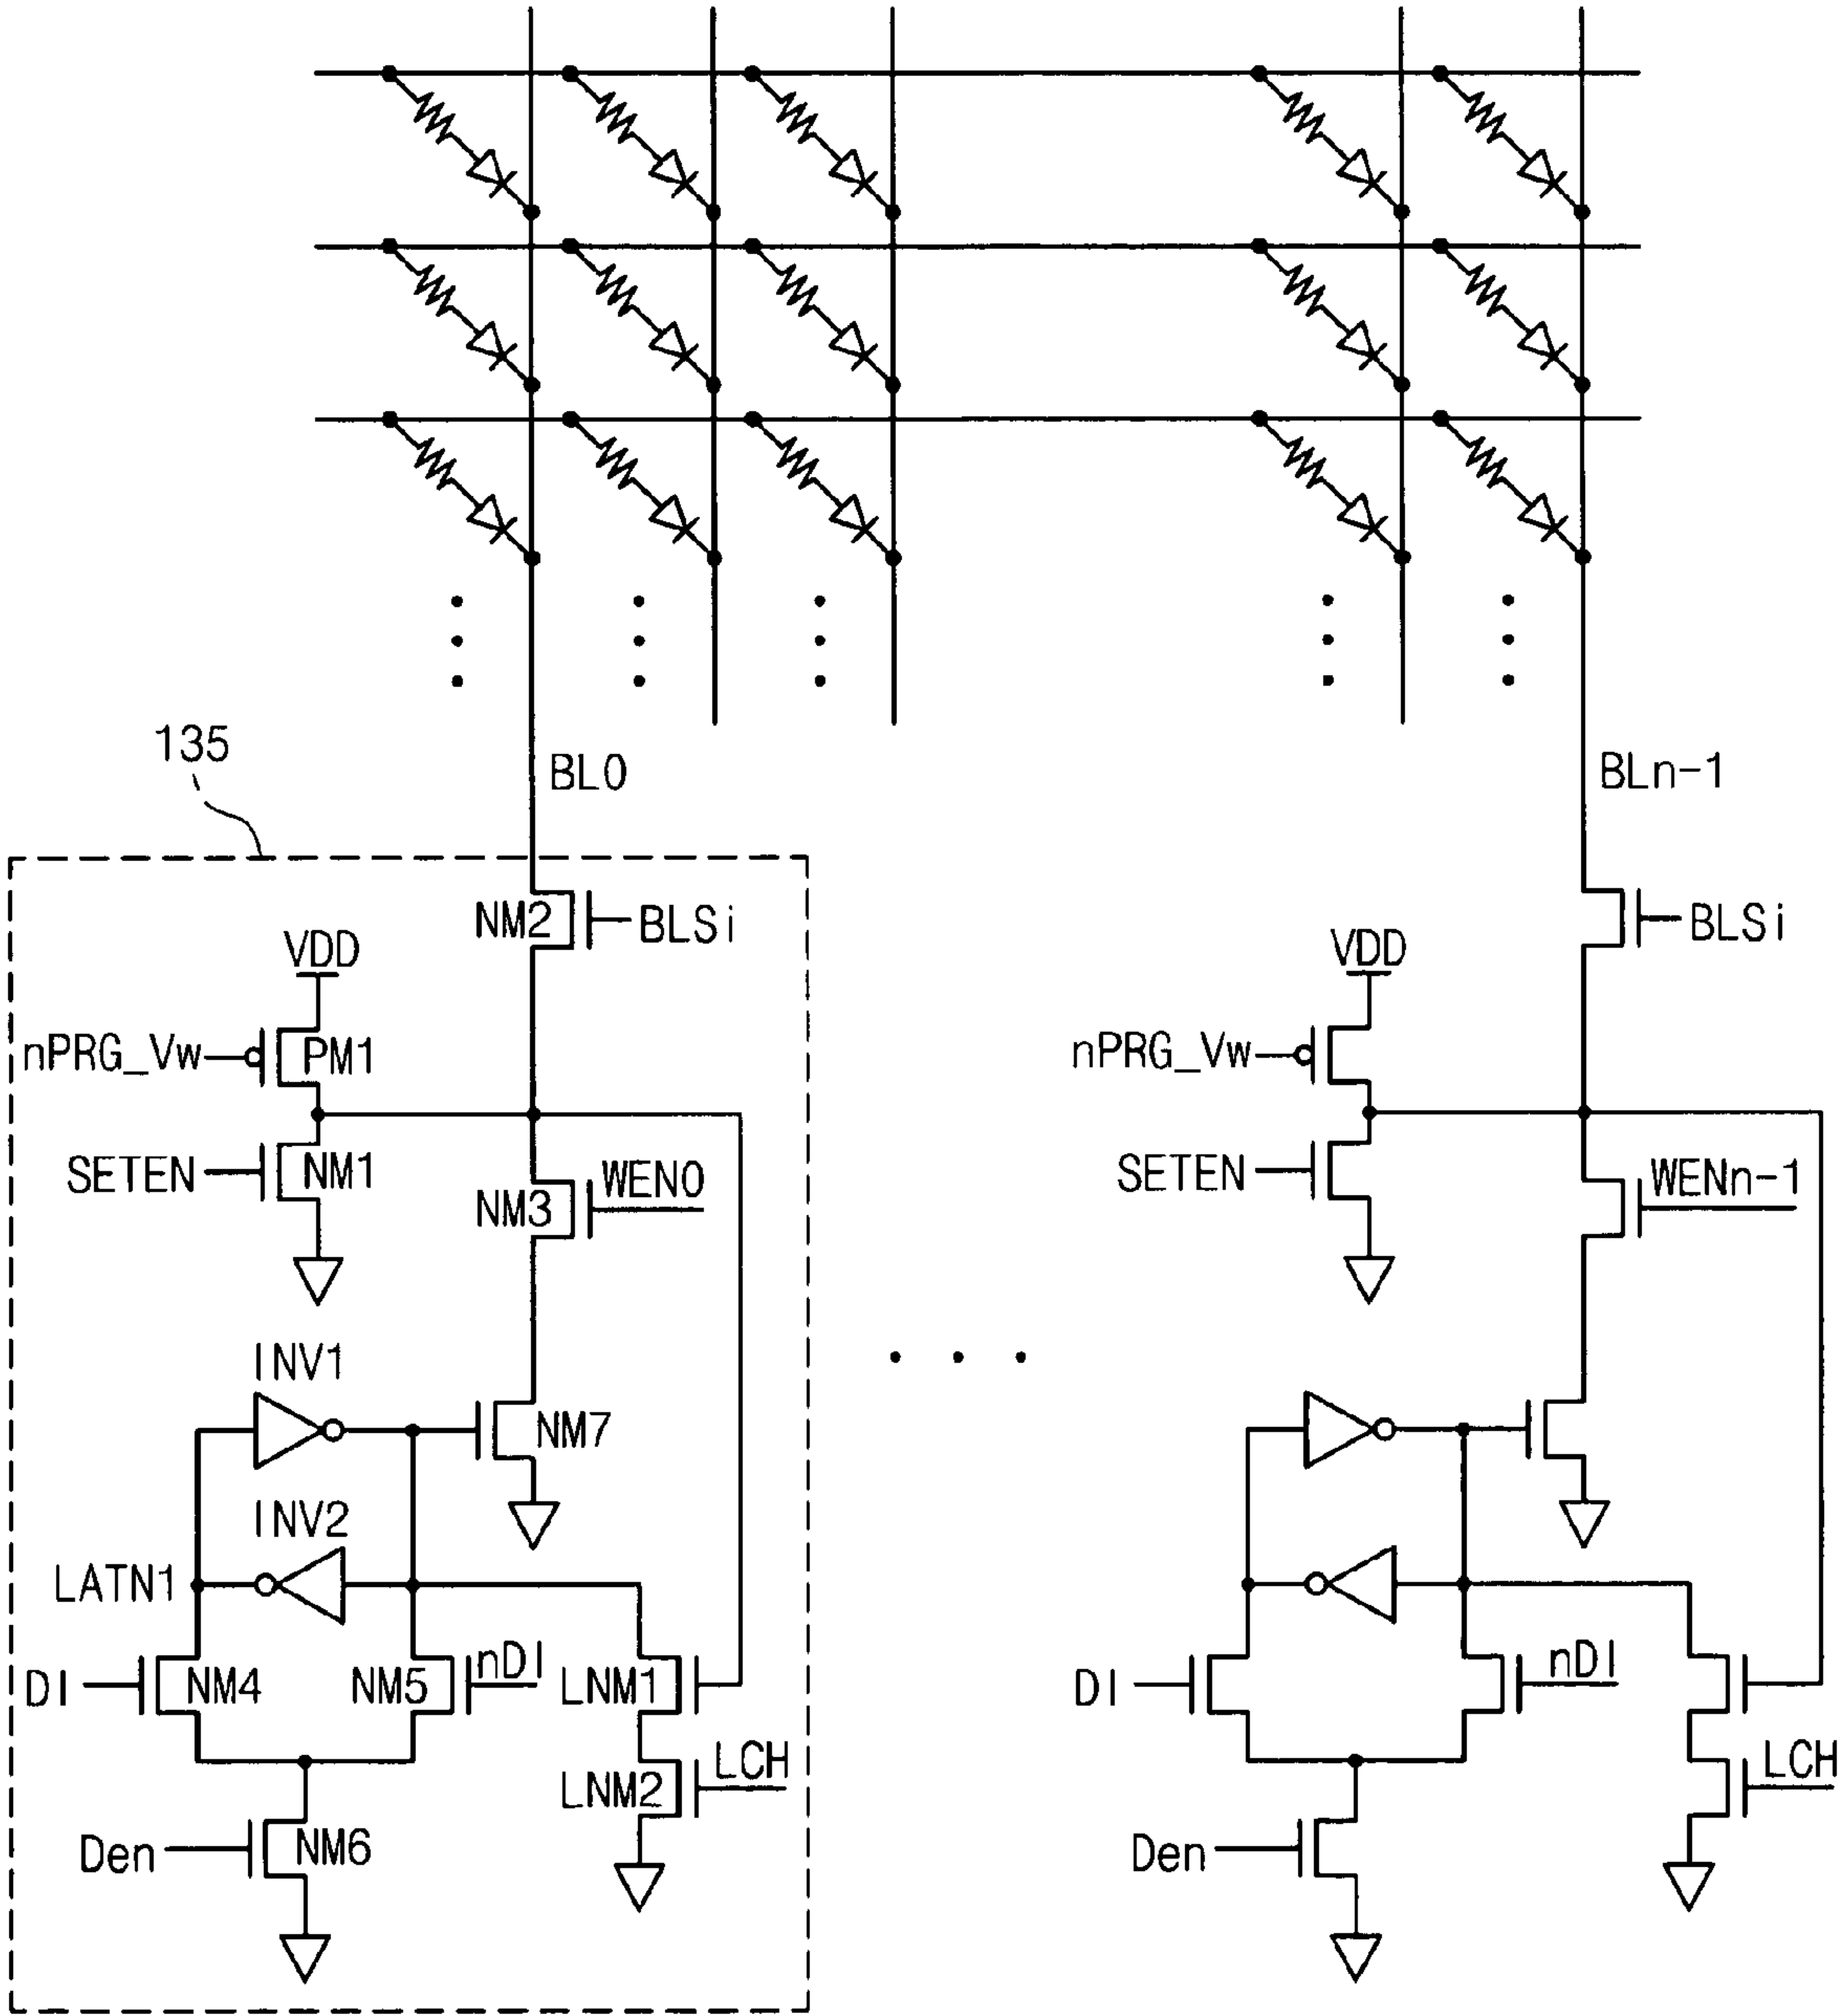 135
BL0
BLn-1
NM2
BLSi
BLSi
VDD
VDD
nPRG_Vw
PM1
nPRG_Vw
SETEN
NM1
NM3
WEN0
SETEN
WENn-1
INV1
NM7
INV2
LATN1
DI
NM4
NM5
nDI
LNM1
DI
nDI
LNM2
LCH
LCH
Den
NM6
Den